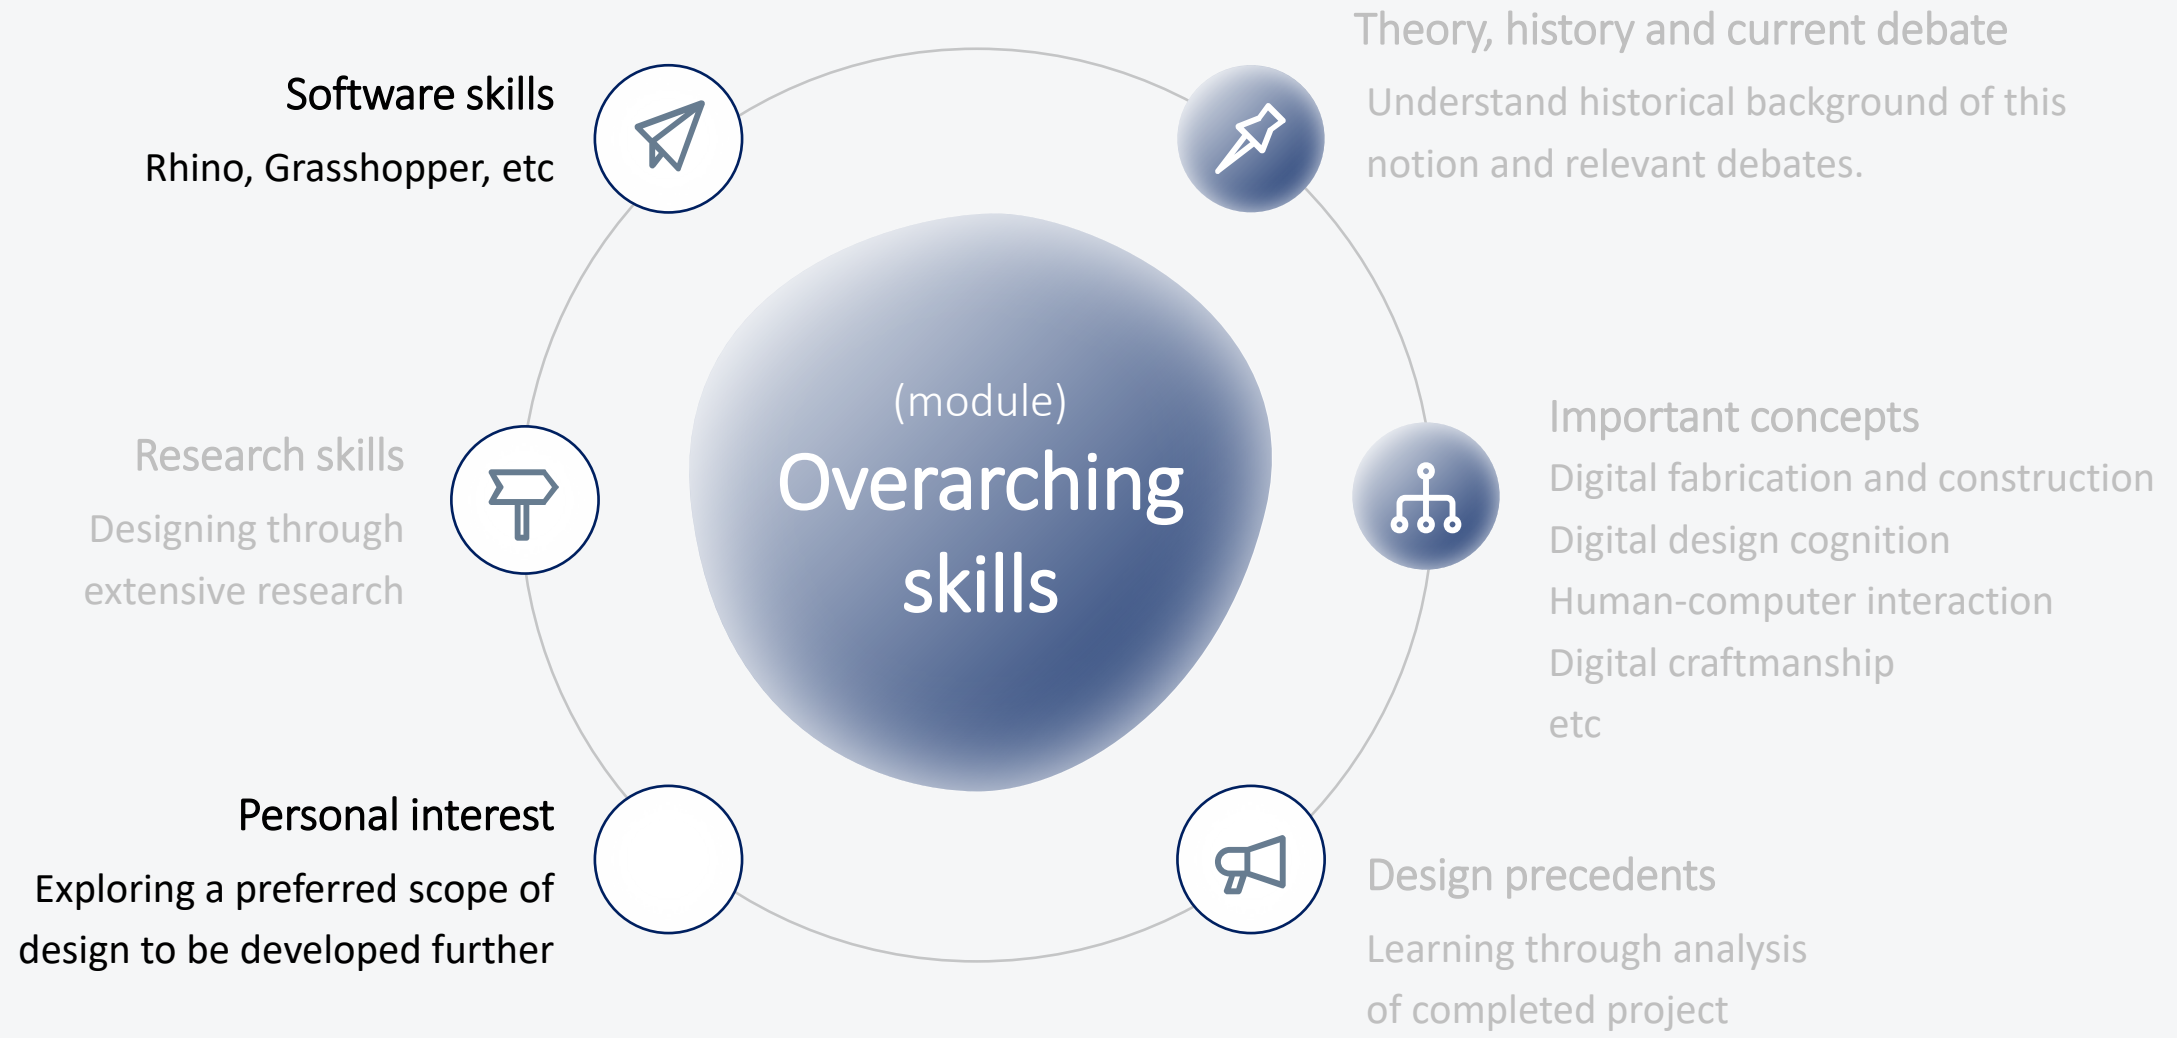 Software skills
Rhino, Grasshopper, etc
Theory, history and current debate
Understand historical background of this
notion and relevant debates.
(module)
Overarching
skills
Research skills
Designing through
extensive research
Important concepts
Digital fabrication and construction
Digital design cognition
Human-computer interaction
Digital craftmanship
etc
Personal interest
Exploring a preferred scope of
design to be developed further
Design precedents
Learning through analysis
of completed project